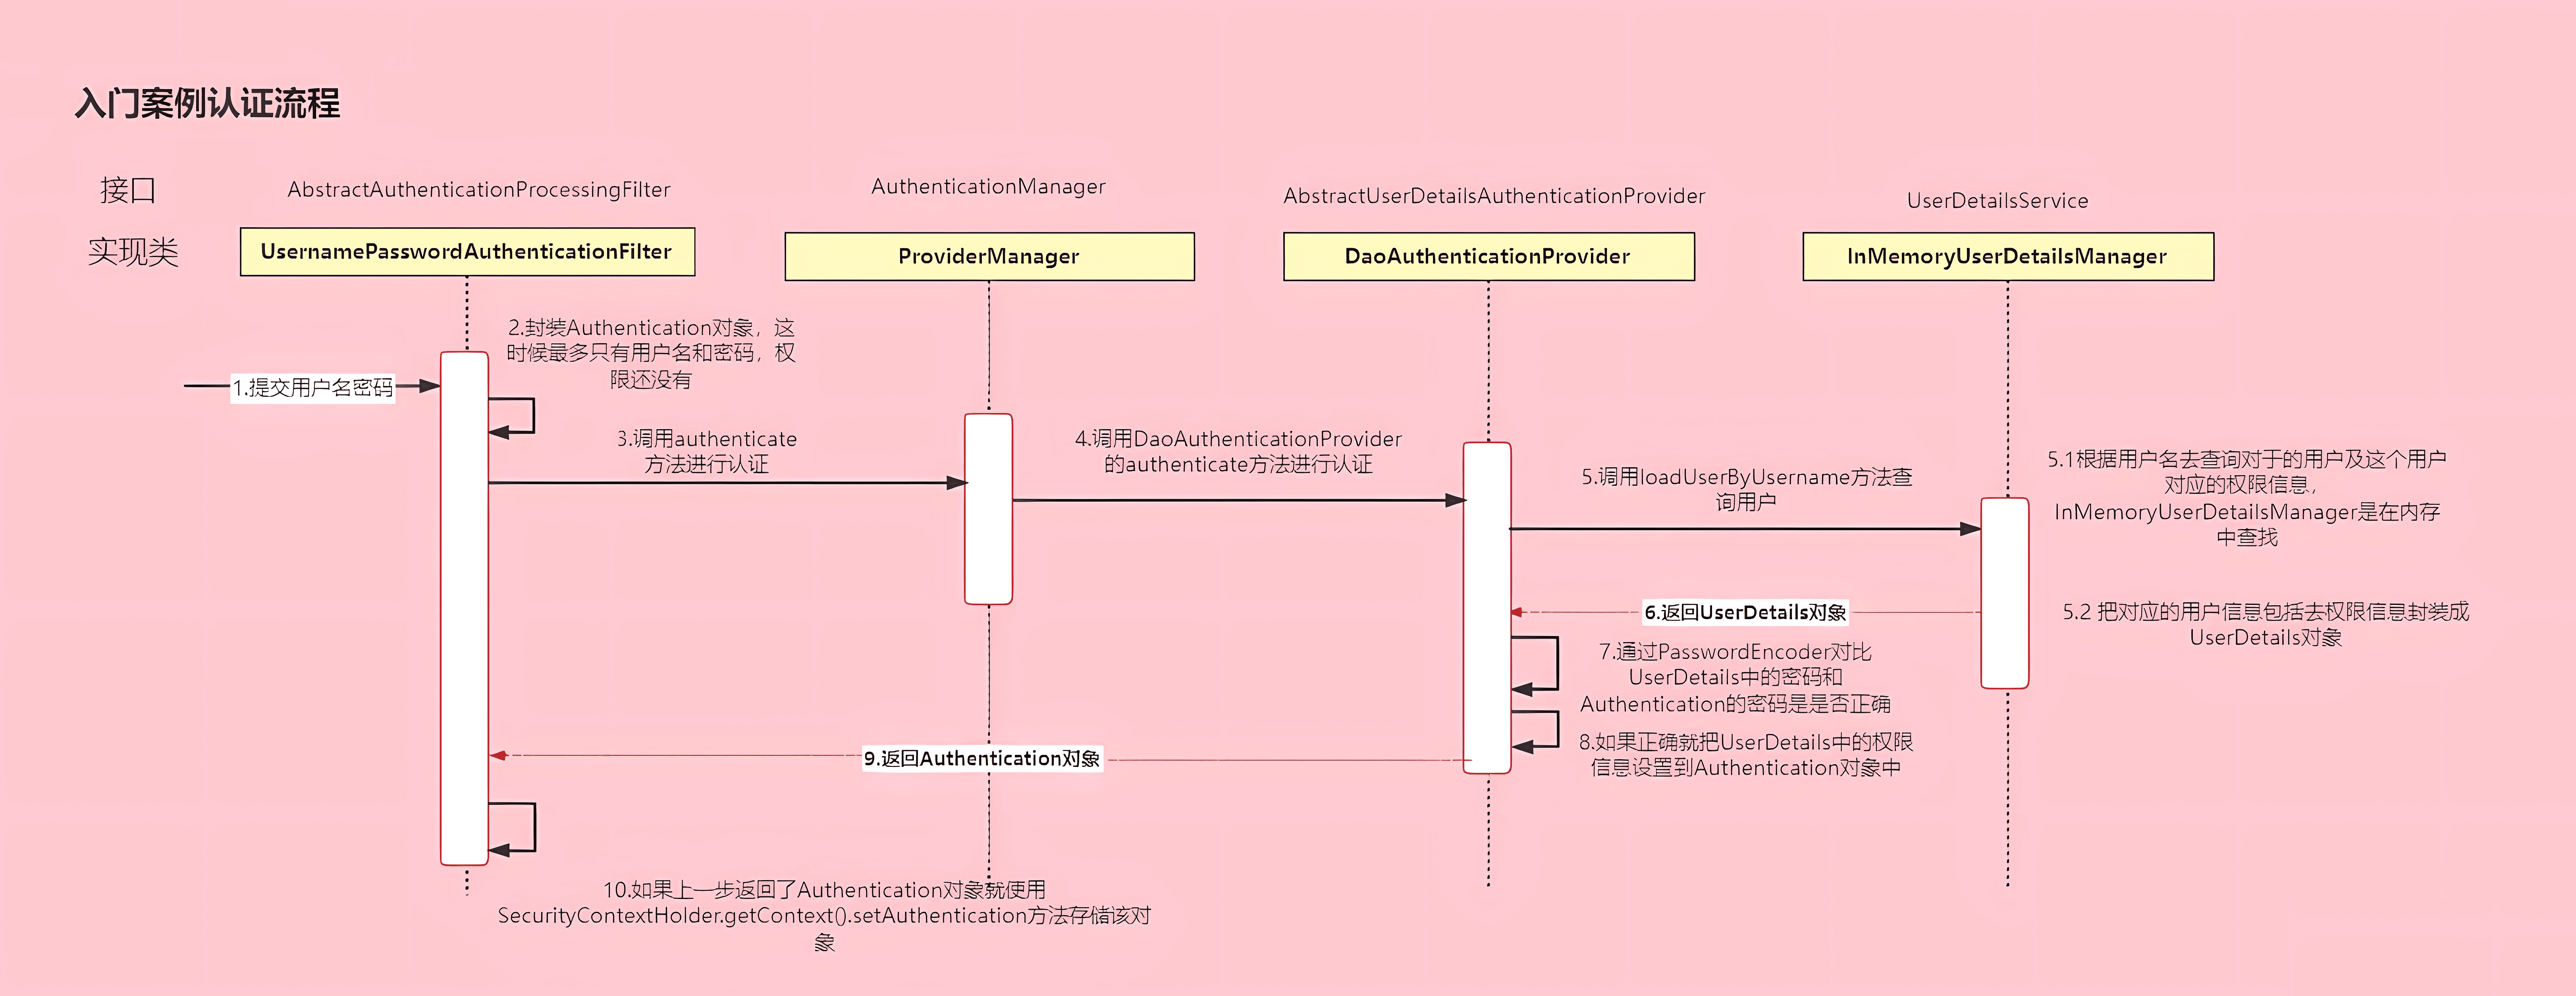 入门案例认证流程
接口
AbstractAuthenticationProcessingFilter
AuthenticationManager
AbstractUserDetailsAuthenticationProvider
UserDetailsService
实现类
UsernamePasswordAuthenticationFilter
ProviderManager
DaoAuthenticationProvider
InMemoryUserDetailsManager
1.提交用户名密码
2.封装Authentication对象，这
时候最多只有用户名和密码，权
限还没有
3.调用authenticate
方法进行认证
4.调用DaoAuthenticationProvider
的authenticate方法进行认证
5.调用loadUserByUsername方法查
询用户
5.1根据用户名去查询对于的用户及这个用户
对应的权限信息，
InMemoryUserDetailsManager是在内存
中查找
5.2 把对应的用户信息包括去权限信息封装成
UserDetails对象
6.返回UserDetails对象
7.通过PasswordEncoder对比
UserDetails中的密码和
Authentication的密码是是否正确
8.如果正确就把UserDetails中的权限
信息设置到Authentication对象中
9.返回Authentication对象
10.如果上一步返回了Authentication对象就使用
SecurityContextHolder.getContext().setAuthentication方法存储该对
象